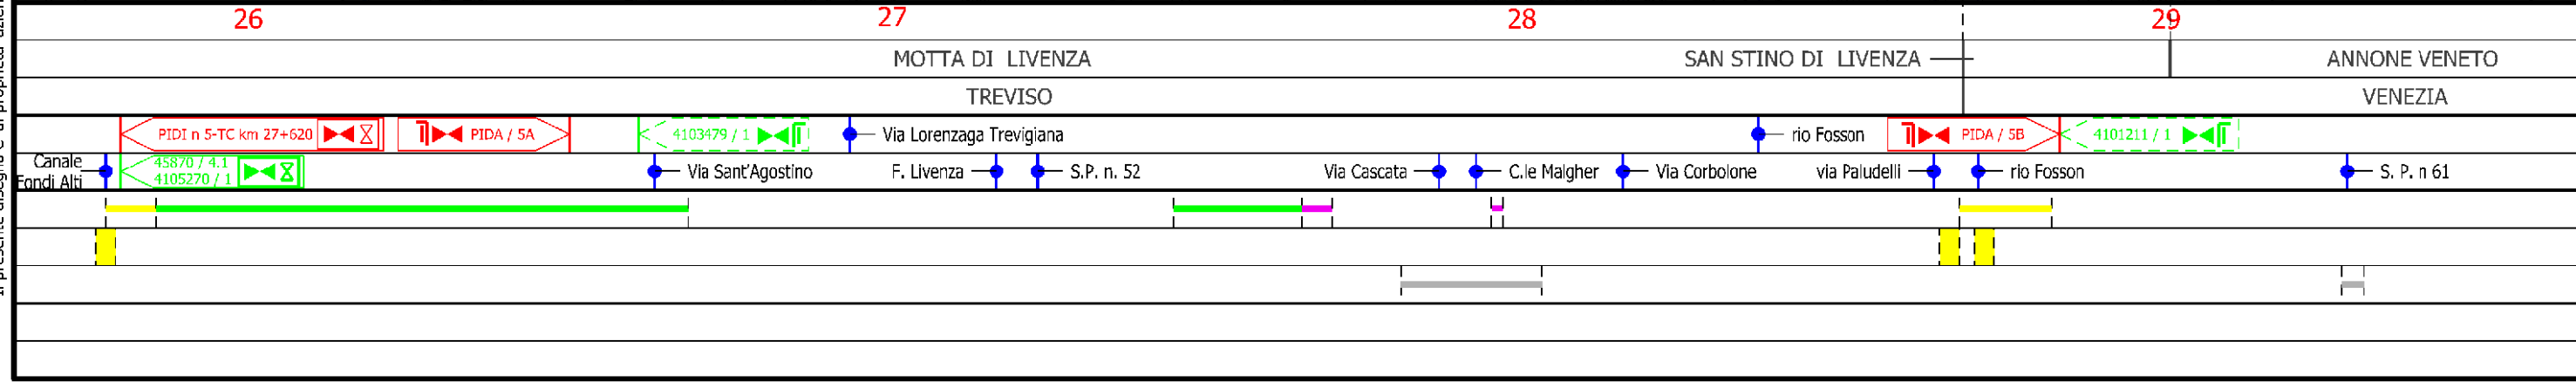 26 27 28 29
MOTTA DI LIVENZA SAN STINO DI LIVENZA ANNONE VENETO
TREVISO VENEZIA
PIDI n 5-TC km 27+620 PIDA / 5A 4103479 / 1 Via Lorenzaga Trevigiana rio Fosson PIDA / 5B 4101211 / 1
Canale
Fondi Alti
45870 / 4.1
4105270 / 1
Via Sant'Agostino F. Livenza S.P. n. 52 Via Cascata C.le Malgher Via Corbolone via Paludelli rio Fosson S. P. n 61